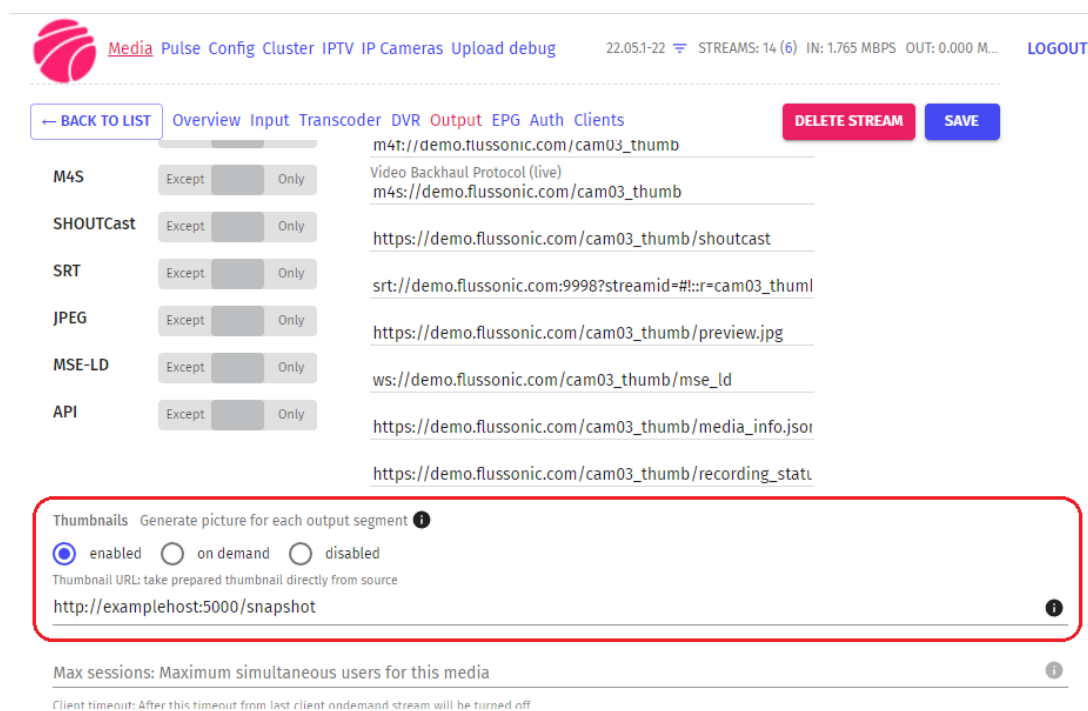 Media Pulse Config Cluster IPTV IP Cameras Upload debug 22.05.1-22 STREAMS: 14 (6) IN: 1.765 MBPS OUT: 0.000 M... LOGOUT
← BACK TO LIST Overview Input Transcoder DVR Output EPG Auth Clients DELETE STREAM SAVE
m4f://demo.flussonic.com/cam03_thumb
M4S Except Only Video Backhaul Protocol (live)
m4s://demo.flussonic.com/cam03_thumb
SHOUTCast Except Only
https://demo.flussonic.com/cam03_thumb/shoutcast
SRT Except Only
srt://demo.flussonic.com:9998?streamid=#!::r=cam03_thuml
JPEG Except Only
https://demo.flussonic.com/cam03_thumb/preview.jpg
MSE-LD Except Only
ws://demo.flussonic.com/cam03_thumb/mse_ld
API Except Only
https://demo.flussonic.com/cam03_thumb/media_info.json
https://demo.flussonic.com/cam03_thumb/recording_statu
Thumbnails Generate picture for each output segment
enabled on demand disabled
Thumbnail URL: take prepared thumbnail directly from source
http://examplehost:5000/snapshot
Max sessions: Maximum simultaneous users for this media
Client timeout: After this timeout from last client ondemand stream will be turned off